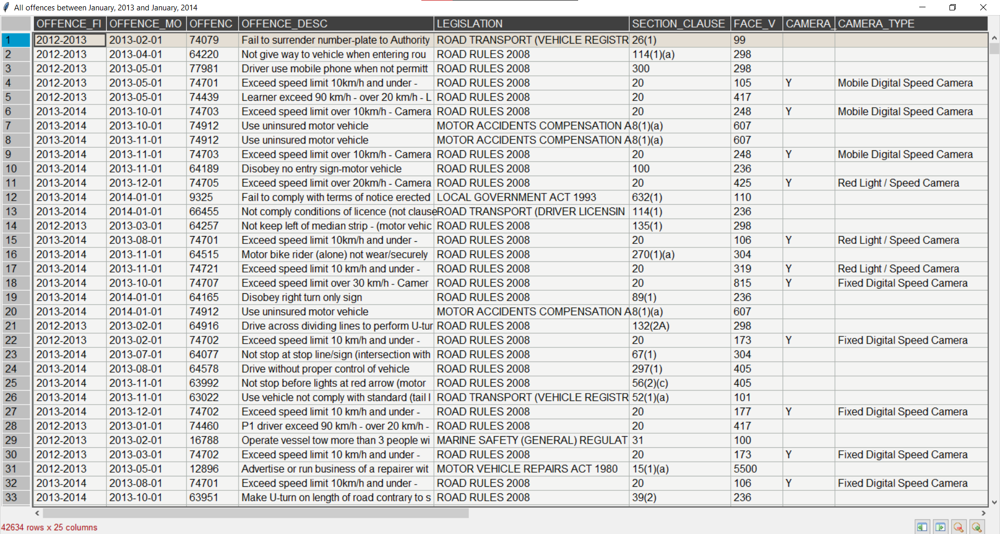 All offences between January, 2013 and January, 2014
OFFENCE_FI OFFENCE_MO OFFENC OFFENCE_DESC LEGISLATION SECTION_CLAUSE FACE_V CAMERA_ CAMERA_TYPE
1 2012-2013 2013-02-01 74079 Fail to surrender number-plate to Authority ROAD TRANSPORT (VEHICLE REGISTR 26(1) 99
2 2012-2013 2013-04-01 64220 Not give way to vehicle when entering rou ROAD RULES 2008 114(1)(a) 298
3 2012-2013 2013-05-01 77981 Driver use mobile phone when not permitt ROAD RULES 2008 300 298
4 2012-2013 2013-05-01 74701 Exceed speed limit 10km/h and under - ROAD RULES 2008 20 105 Y Mobile Digital Speed Camera
5 2012-2013 2013-05-01 74439 Learner exceed 90 km/h - over 20 km/h - L ROAD RULES 2008 20 417
6 2013-2014 2013-10-01 74703 Exceed speed limit over 10km/h - Camera ROAD RULES 2008 20 248 Y Mobile Digital Speed Camera
7 2013-2014 2013-10-01 74912 Use uninsured motor vehicle MOTOR ACCIDENTS COMPENSATION A 8(1)(a) 607
8 2013-2014 2013-11-01 74912 Use uninsured motor vehicle MOTOR ACCIDENTS COMPENSATION A 8(1)(a) 607
9 2013-2014 2013-11-01 74703 Exceed speed limit over 10km/h - Camera ROAD RULES 2008 20 248 Y Mobile Digital Speed Camera
10 2013-2014 2013-11-01 64189 Disobey no entry sign-motor vehicle ROAD RULES 2008 100 236
11 2013-2014 2013-12-01 74705 Exceed speed limit over 20km/h - Camera ROAD RULES 2008 20 425 Y Red Light / Speed Camera
12 2013-2014 2014-01-01 9325 Fail to comply with terms of notice erected LOCAL GOVERNMENT ACT 1993 632(1) 110
13 2013-2014 2014-01-01 66455 Not comply conditions of licence (not clause ROAD TRANSPORT (DRIVER LICENSIN 114(1) 236
14 2012-2013 2013-03-01 64257 Not keep left of median strip - (motor vehic ROAD RULES 2008 135(1) 298
15 2013-2014 2013-08-01 74701 Exceed speed limit 10km/h and under - ROAD RULES 2008 20 106 Y Red Light / Speed Camera
16 2013-2014 2013-11-01 64515 Motor bike rider (alone) not wear/securely ROAD RULES 2008 270(1)(a) 304
17 2013-2014 2013-11-01 74721 Exceed speed limit 10 km/h and under - ROAD RULES 2008 20 319 Y Red Light / Speed Camera
18 2013-2014 2013-10-01 74707 Exceed speed limit over 30 km/h - Camer ROAD RULES 2008 20 815 Y Fixed Digital Speed Camera
19 2013-2014 2014-01-01 64165 Disobey right turn only sign ROAD RULES 2008 89(1) 236
20 2013-2014 2014-01-01 74912 Use uninsured motor vehicle MOTOR ACCIDENTS COMPENSATION A 8(1)(a) 607
21 2012-2013 2013-02-01 64916 Drive across dividing lines to perform U-tur ROAD RULES 2008 132(2A) 298
22 2012-2013 2013-02-01 74702 Exceed speed limit 10 km/h and under - ROAD RULES 2008 20 173 Y Fixed Digital Speed Camera
23 2013-2014 2013-07-01 64077 Not stop at stop line/sign (intersection with ROAD RULES 2008 67(1) 304
24 2013-2014 2013-08-01 64578 Drive without proper control of vehicle ROAD RULES 2008 297(1) 405
25 2013-2014 2013-11-01 63992 Not stop before lights at red arrow (motor ROAD RULES 2008 56(2)(c) 405
26 2013-2014 2013-11-01 63022 Use vehicle not comply with standard (tail l ROAD TRANSPORT (VEHICLE REGISTR 52(1)(a) 101
27 2013-2014 2013-12-01 74702 Exceed speed limit 10 km/h and under - ROAD RULES 2008 20 177 Y Fixed Digital Speed Camera
28 2012-2013 2013-01-01 74460 P1 driver exceed 90 km/h - over 20 km/h - ROAD RULES 2008 20 417
29 2012-2013 2013-02-01 16788 Operate vessel tow more than 3 people wi MARINE SAFETY (GENERAL) REGULAT 31 100
30 2012-2013 2013-03-01 74702 Exceed speed limit 10 km/h and under - ROAD RULES 2008 20 173 Y Fixed Digital Speed Camera
31 2012-2013 2013-05-01 12896 Advertise or run business of a repairer wit MOTOR VEHICLE REPAIRS ACT 1980 15(1)(a) 5500
32 2013-2014 2013-08-01 74701 Exceed speed limit 10km/h and under - ROAD RULES 2008 20 106 Y Fixed Digital Speed Camera
33 2013-2014 2013-10-01 63951 Make U-turn on length of road contrary to s ROAD RULES 2008 39(2) 236
42634 rows x 25 columns